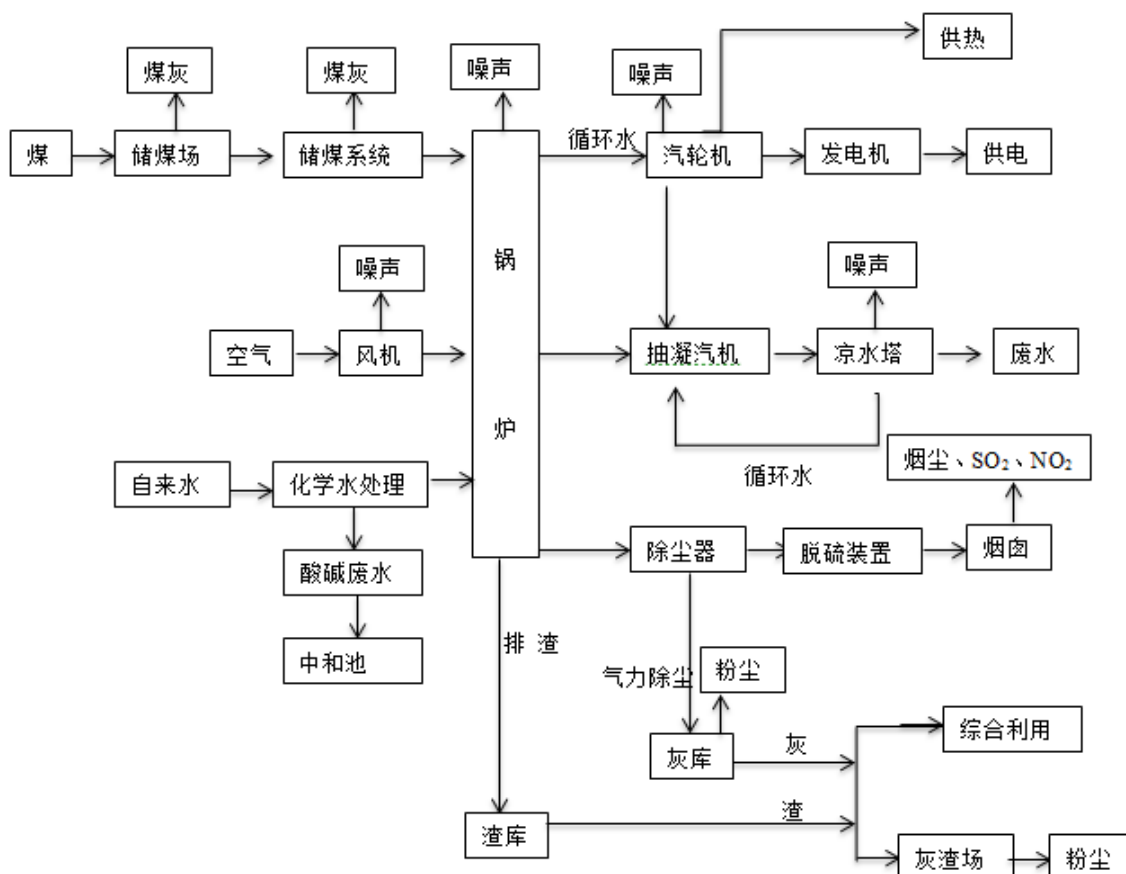 供热
煤灰
煤灰
噪声
噪声
煤
储煤场
储煤系统
循环水
汽轮机
发电机
供电
锅
炉
噪声
噪声
空气
风机
抽凝汽机
凉水塔
废水
循环水
烟尘、SO₂、NO₂
自来水
化学水处理
酸碱废水
中和池
除尘器
脱硫装置
烟囱
排 渣
气力除尘
粉尘
灰库
灰
综合利用
渣库
渣
灰渣场
粉尘